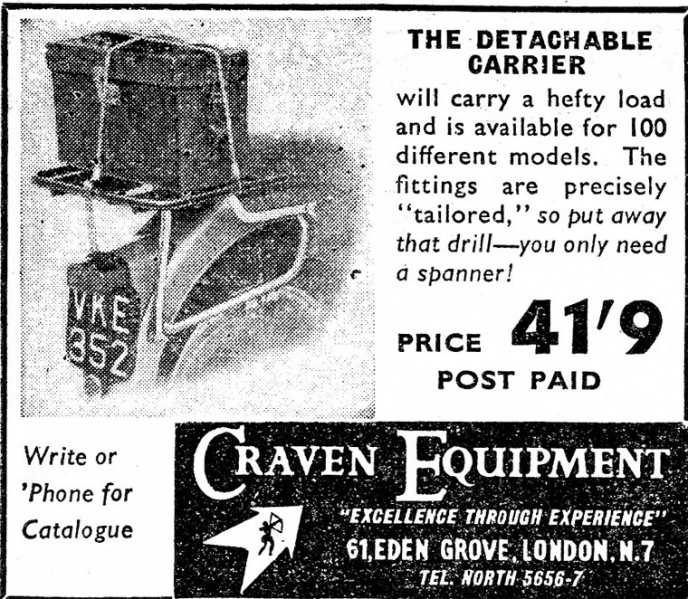 THE DETACHABLE
CARRIER
will carry a hefty load
and is available for 100
different models. The
fittings are precisely
"tailored," so put away
that drill—you only need
a spanner!
PRICE 41'9
POST PAID
VKE
352
Write or
'Phone for
Catalogue
CRAVEN EQUIPMENT
"EXCELLENCE THROUGH EXPERIENCE"
61, EDEN GROVE, LONDON, N.7
TEL. NORTH 5656-7